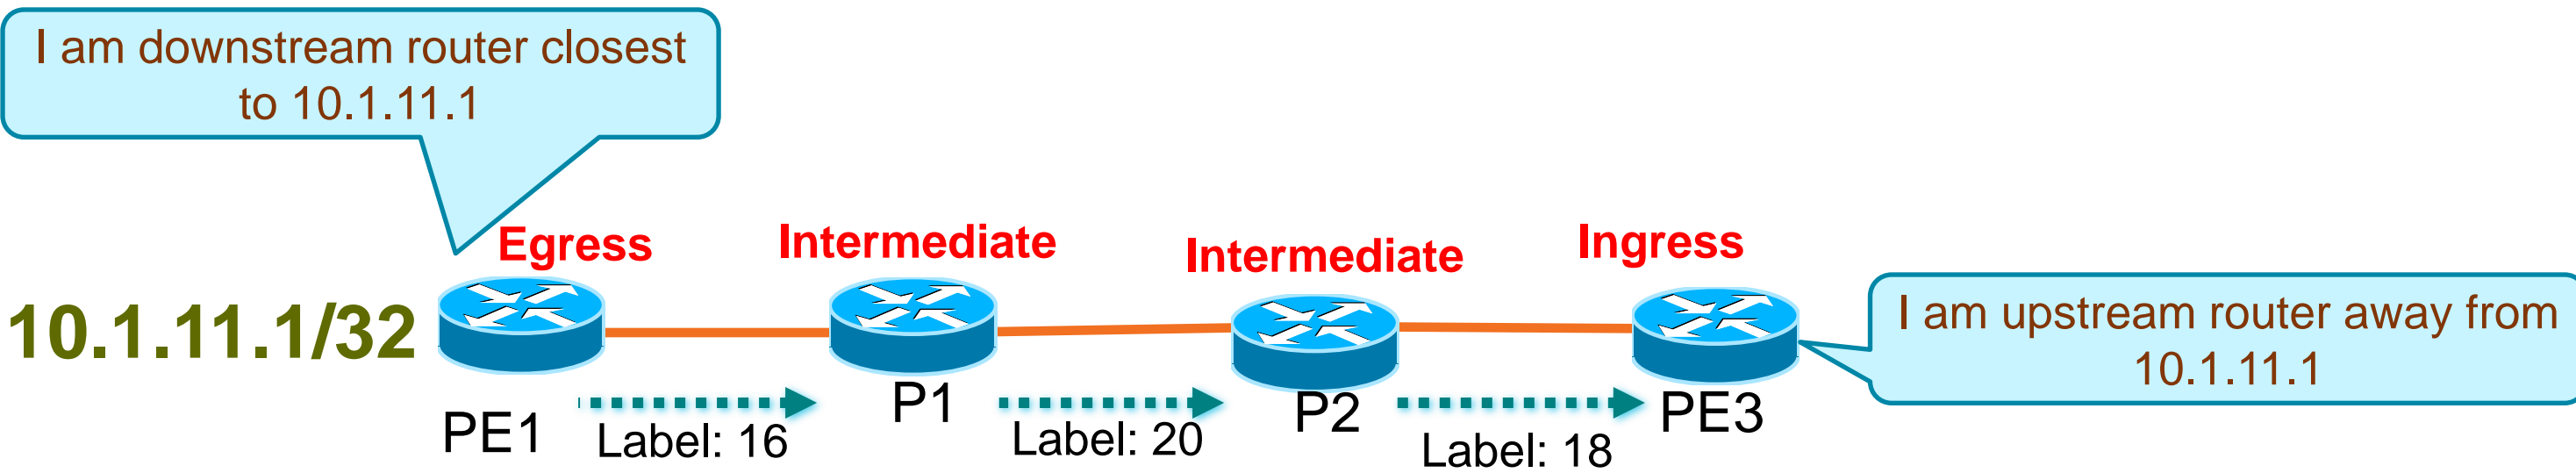 I am downstream router closest
to 10.1.11.1
Egress
Intermediate
Intermediate
Ingress
10.1.11.1/32
I am upstream router away from
10.1.11.1
PE1
P1
P2
PE3
Label: 16
Label: 20
Label: 18